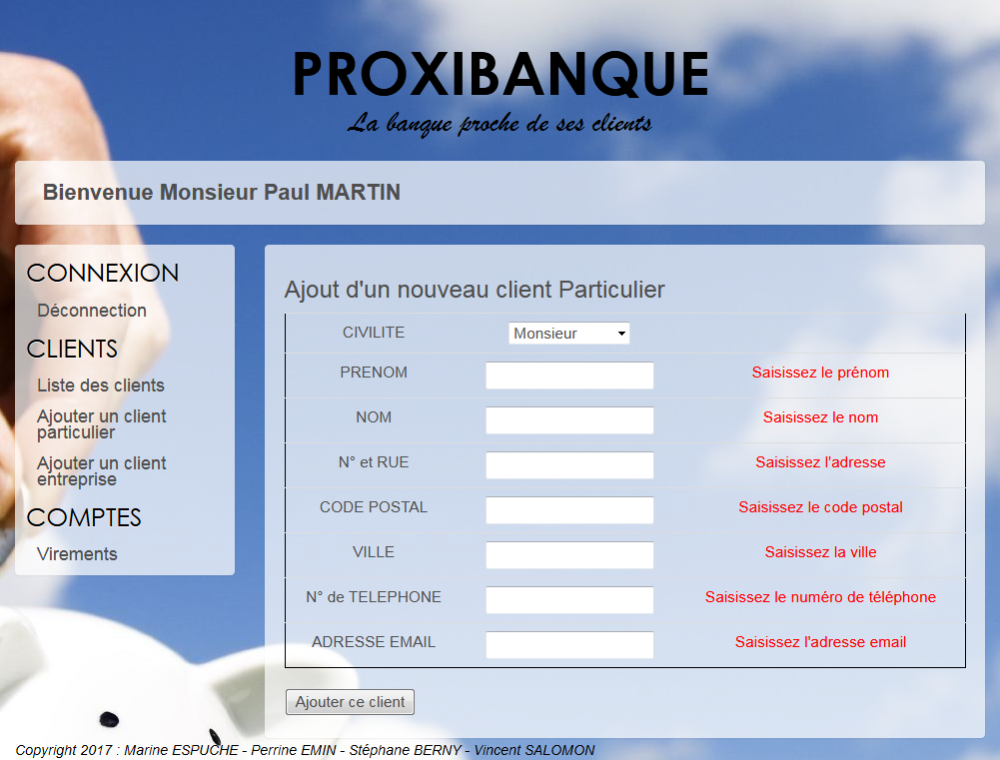 PROXIBANQUE
La banque proche de ses clients
Bienvenue Monsieur Paul MARTIN
CONNEXION
Déconnection
CLIENTS
Liste des clients
Ajouter un client
particulier
Ajouter un client
entreprise
COMPTES
Virements
Ajout d'un nouveau client Particulier
CIVILITE Monsieur
PRENOM Saisissez le prénom
NOM Saisissez le nom
N° et RUE Saisissez l'adresse
CODE POSTAL Saisissez le code postal
VILLE Saisissez la ville
N° de TELEPHONE Saisissez le numéro de téléphone
ADRESSE EMAIL Saisissez l'adresse email
Ajouter ce client
Copyright 2017 : Marine ESPUCHE - Perrine EMIN - Stéphane BERNY - Vincent SALOMON